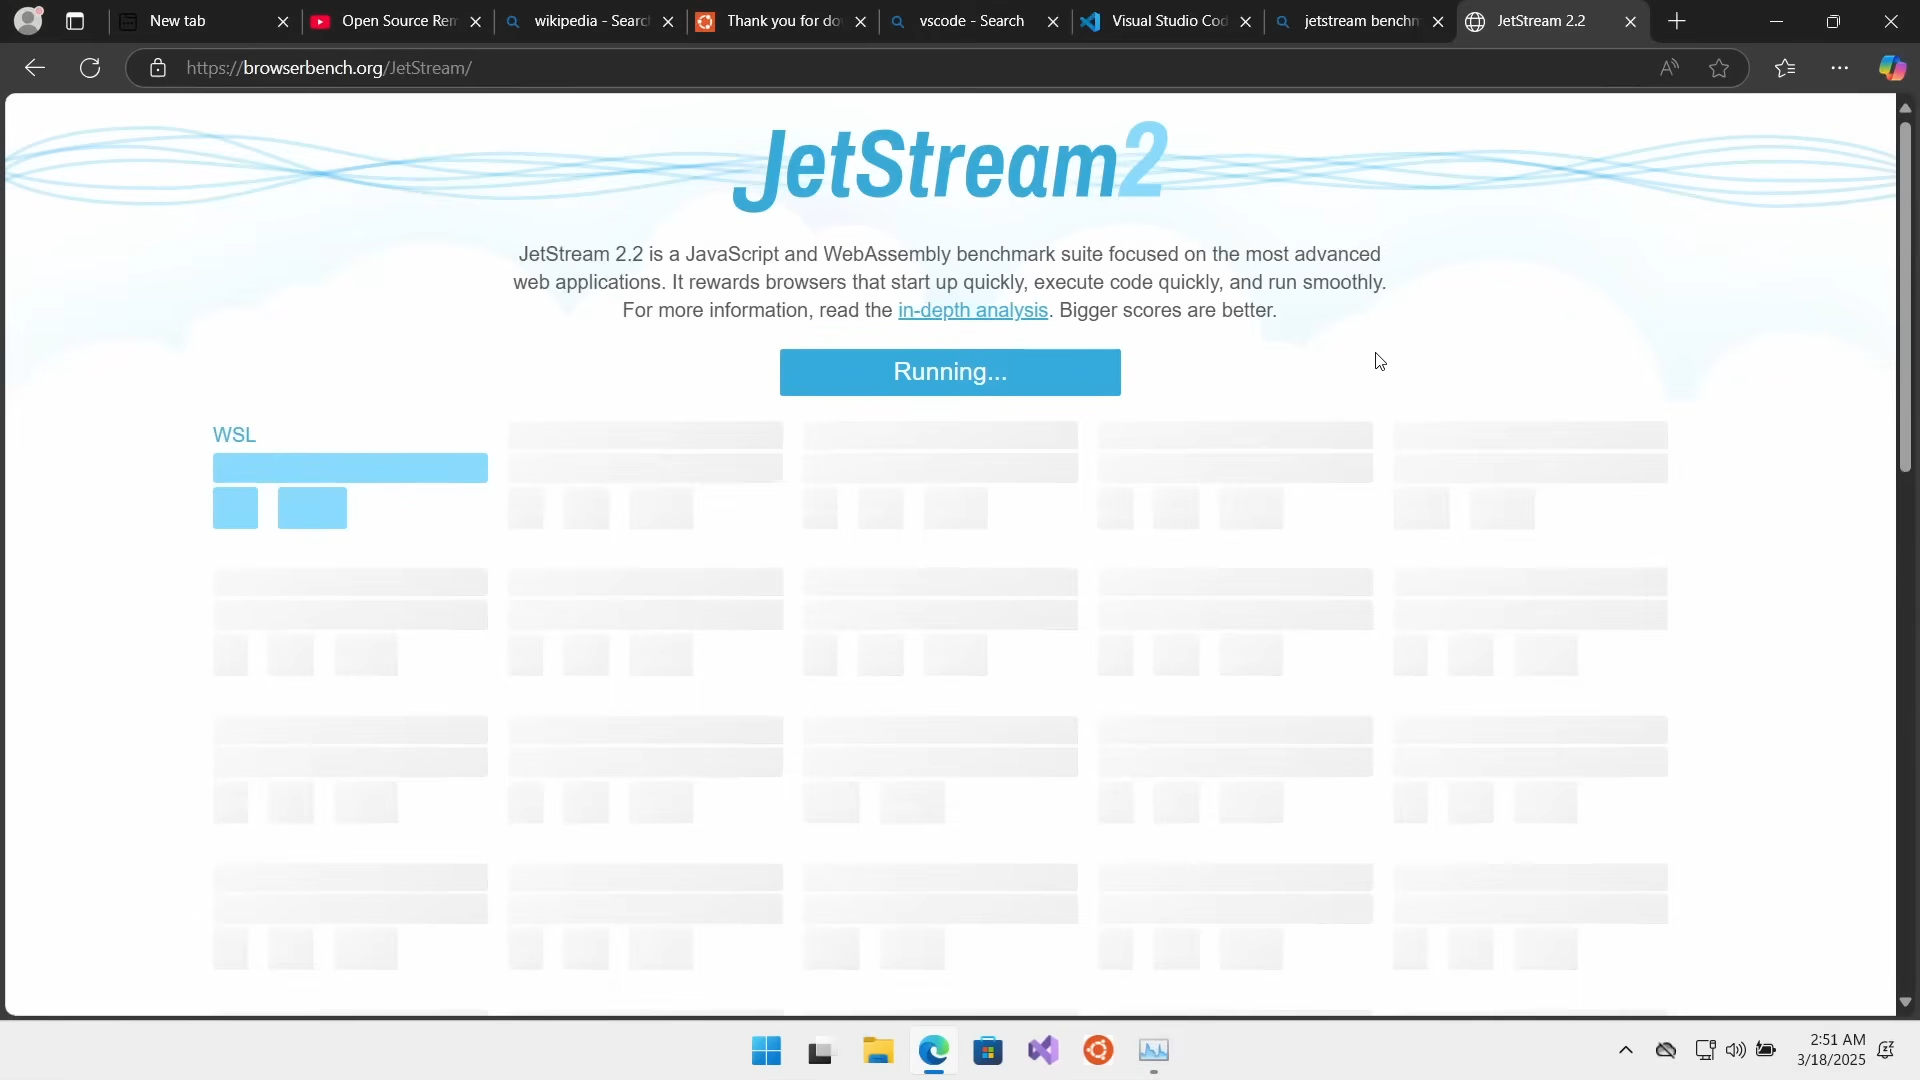 New tab
Open Source Rem
wikipedia - Searc
Thank you for do
vscode - Search
Visual Studio Cod
jetstream benchm
JetStream 2.2
https://browserbench.org/JetStream/
JetStream2
JetStream 2.2 is a JavaScript and WebAssembly benchmark suite focused on the most advanced
web applications. It rewards browsers that start up quickly, execute code quickly, and run smoothly.
For more information, read the in-depth analysis. Bigger scores are better.
Running...
WSL
2:51 AM
3/18/2025